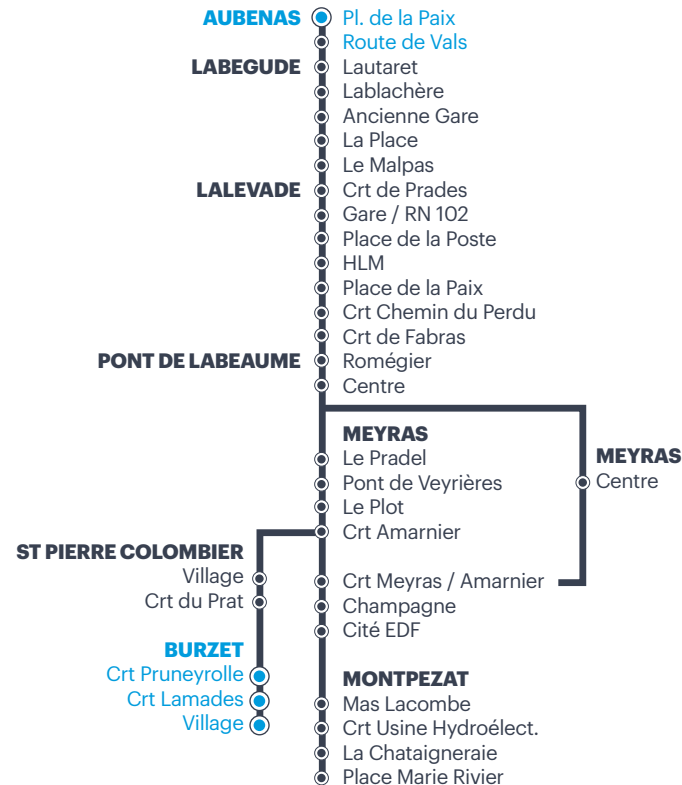 AUBENAS Pl. de la Paix
Route de Vals
LABEGUDE Lautaret
Lablachère
Ancienne Gare
La Place
Le Malpas
LALEVADE Crt de Prades
Gare / RN 102
Place de la Poste
HLM
Place de la Paix
Crt Chemin du Perdu
Crt de Fabras
PONT DE LABEAUME Romégier
Centre
MEYRAS
Le Pradel
Pont de Veyrières
Le Plot
Crt Amarnier
MEYRAS
Centre
ST PIERRE COLOMBIER
Village
Crt du Prat
BURZET
Crt Pruneyrolle
Crt Lamades
Village
Crt Meyras / Amarnier
Champagne
Cité EDF
MONTPEZAT
Mas Lacombe
Crt Usine Hydroélect.
La Chataigneraie
Place Marie Rivier